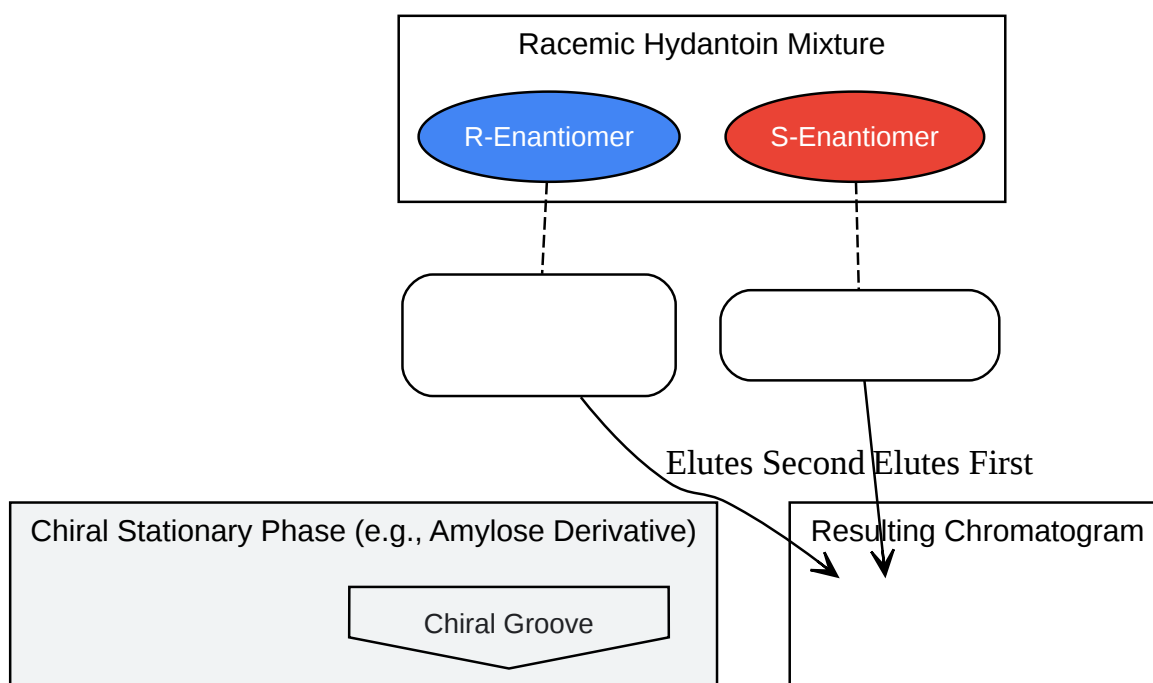 Racemic Hydantoin Mixture
R-Enantiomer
S-Enantiomer
Elutes Second
Elutes First
Chiral Stationary Phase (e.g., Amylose Derivative)
Resulting Chromatogram
Chiral Groove